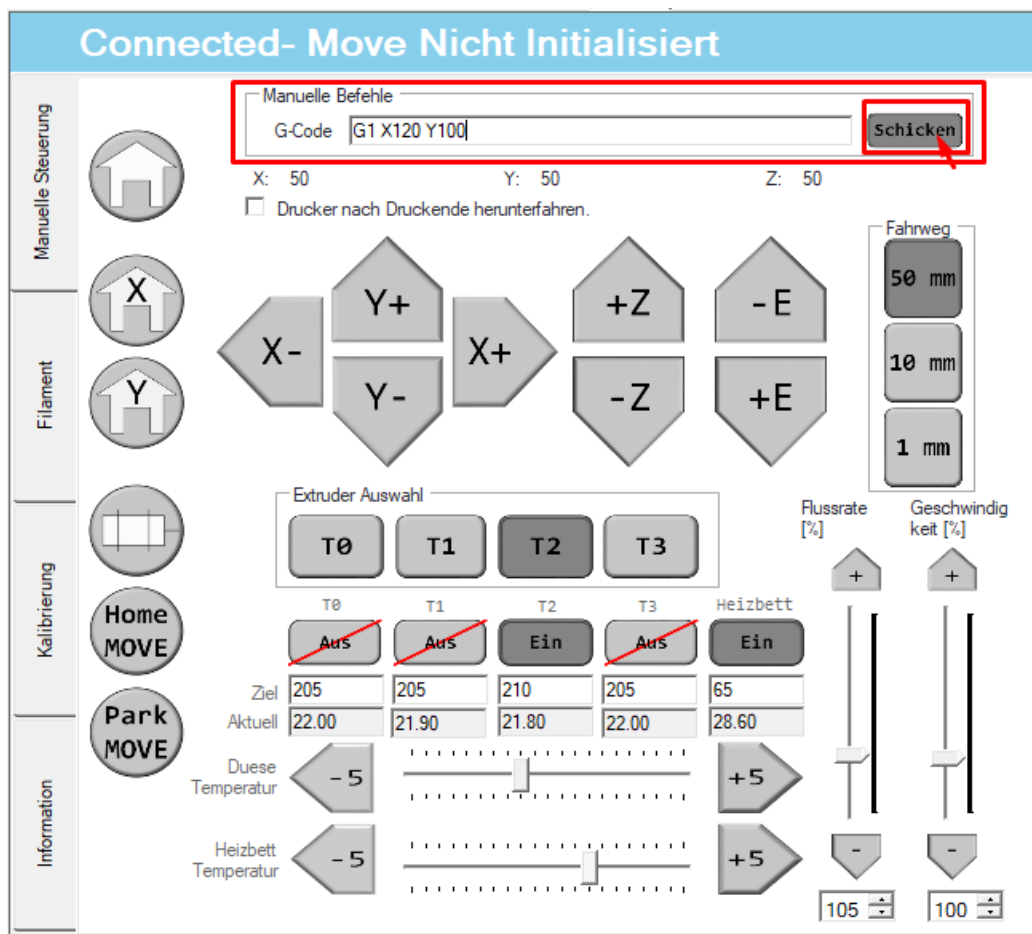 Connected- Move Nicht Initialisiert
Manuelle Steuerung
Filament
Kalibrierung
Information
Manuelle Befehle
G-Code G1 X120 Y100 Schicken
X: 50 Y: 50 Z: 50
Drucker nach Druckende herunterfahren.
X
Y
Home
MOVE
Park
MOVE
X- Y+ Y- X+ +Z -Z -E +E
Fahrweg
50 mm
10 mm
1 mm
Extruder Auswahl
T0 T1 T2 T3
T0 T1 T2 T3 Heizbett
Aus Aus Ein Aus Ein
Ziel 205 205 210 205 65
Aktuell 22.00 21.90 21.80 22.00 28.60
Duese
Temperatur
-5 +5
Heizbett
Temperatur
-5 +5
Flussrate
[%]
+
-
105
Geschwindig
keit [%]
+
-
100